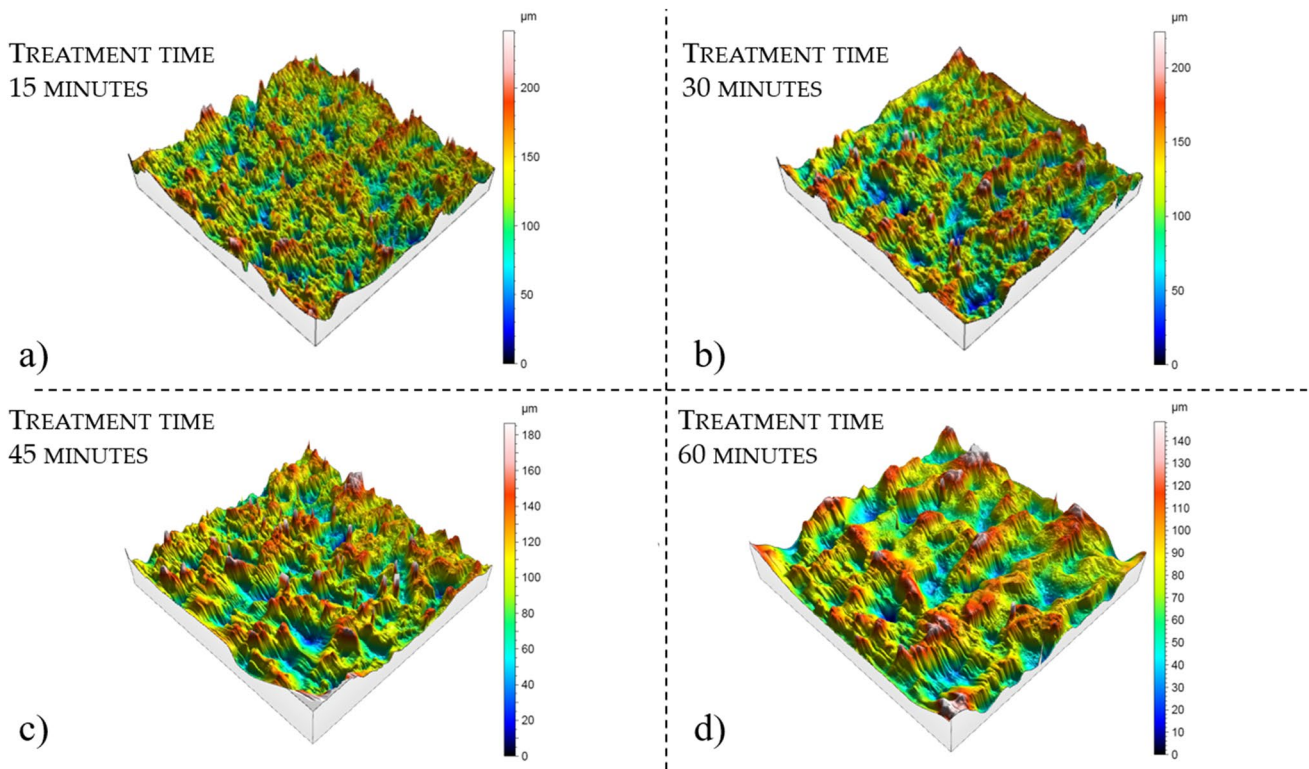 TREATMENT TIME
15 MINUTES
µm
200
150
100
50
0
a)
TREATMENT TIME
30 MINUTES
µm
200
150
100
50
0
b)
TREATMENT TIME
45 MINUTES
µm
180
160
140
120
100
80
60
40
20
0
c)
TREATMENT TIME
60 MINUTES
µm
140
130
120
110
100
90
80
70
60
50
40
30
20
10
0
d)